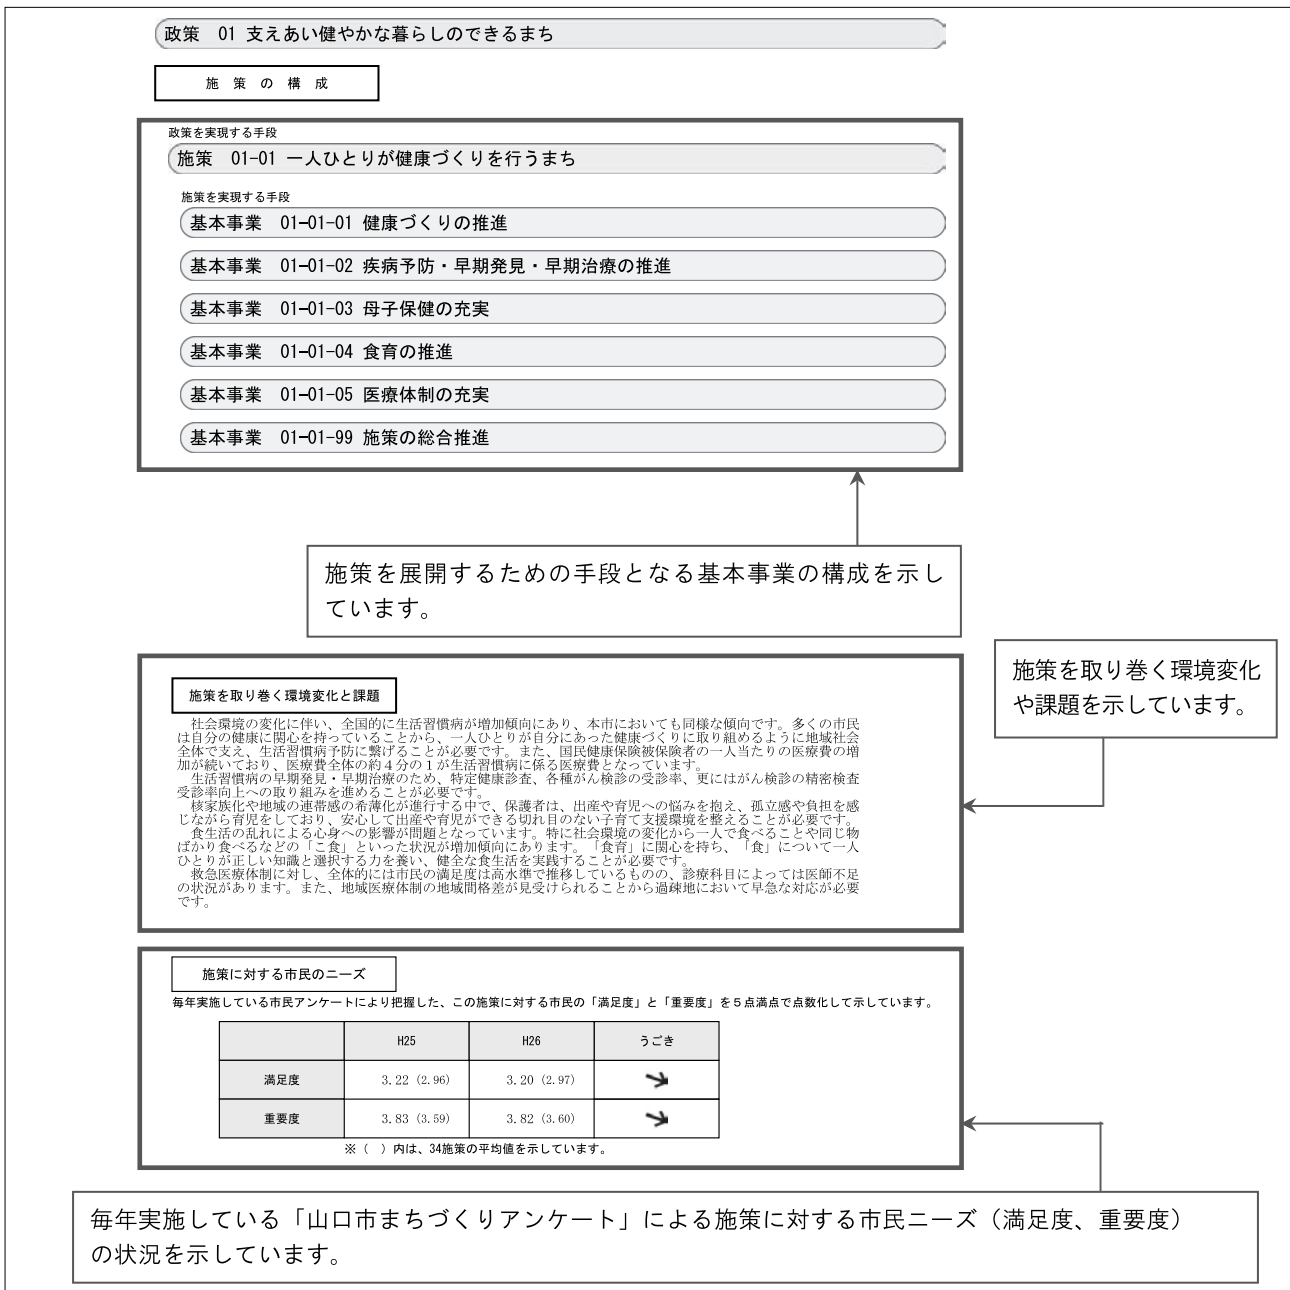 政策　01 支えあい健やかな暮らしのできるまち
施 策 の 構 成
政策を実現する手段
施策　01-01 一人ひとりが健康づくりを行うまち
施策を実現する手段
基本事業　01-01-01 健康づくりの推進
基本事業　01-01-02 疾病予防・早期発見・早期治療の推進
基本事業　01-01-03 母子保健の充実
基本事業　01-01-04 食育の推進
基本事業　01-01-05 医療体制の充実
基本事業　01-01-99 施策の総合推進
施策を展開するための手段となる基本事業の構成を示し
ています。
施策を取り巻く環境変化
や課題を示しています。
施策を取り巻く環境変化と課題
　社会環境の変化に伴い、全国的に生活習慣病が増加傾向にあり、本市においても同様な傾向です。多くの市民
は自分の健康に関心を持っていることから、一人ひとりが自分にあった健康づくりに取り組めるように地域社会
全体で支え、生活習慣病予防に繋げることが必要です。また、国民健康保険被保険者の一人当たりの医療費の増
加が続いており、医療費全体の約４分の１が生活習慣病に係る医療費となっています。
　生活習慣病の早期発見・早期治療のため、特定健康診査、各種がん検診の受診率、更にはがん検診の精密検査
受診率向上への取り組みを進めることが必要です。
　核家族化や地域の連帯感の希薄化が進行する中で、保護者は、出産や育児への悩みを抱え、孤立感や負担を感
じながら育児をしており、安心して出産や育児ができる切れ目のない子育て支援環境を整えることが必要です。
　食生活の乱れによる心身への影響が問題となっています。特に社会環境の変化から一人で食べることや同じ物
ばかり食べるなどの「こ食」といった状況が増加傾向にあります。「食育」に関心を持ち、「食」について一人
ひとりが正しい知識と選択する力を養い、健全な食生活を実践することが必要です。
　救急医療体制に対し、全体的には市民の満足度は高水準で推移しているものの、診療科目によっては医師不足
の状況があります。また、地域医療体制の地域間格差が見受けられることから過疎地において早急な対応が必要
です。
施策に対する市民のニーズ
毎年実施している市民アンケートにより把握した、この施策に対する市民の「満足度」と「重要度」を５点満点で点数化して示しています。
H25 H26 うごき
満足度 3.22 (2.96) 3.20 (2.97) ➘
重要度 3.83 (3.59) 3.82 (3.60) ➘
※（　）内は、34施策の平均値を示しています。
毎年実施している「山口市まちづくりアンケート」による施策に対する市民ニーズ（満足度、重要度）
の状況を示しています。